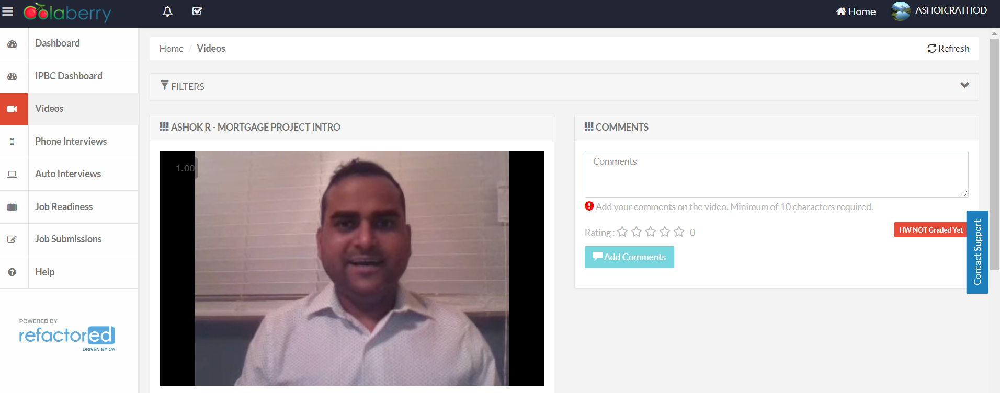 Colaberry
Home
ASHOK.RATHOD
Dashboard
IPBC Dashboard
Videos
Phone Interviews
Auto Interviews
Job Readiness
Job Submissions
Help
POWERED BY
refactored
DRIVEN BY CAI
Home / Videos
Refresh
FILTERS
ASHOK R - MORTGAGE PROJECT INTRO
1.00
COMMENTS
Comments
Add your comments on the video. Minimum of 10 characters required.
Rating : 0
HW NOT Graded Yet
Add Comments
Contact Support